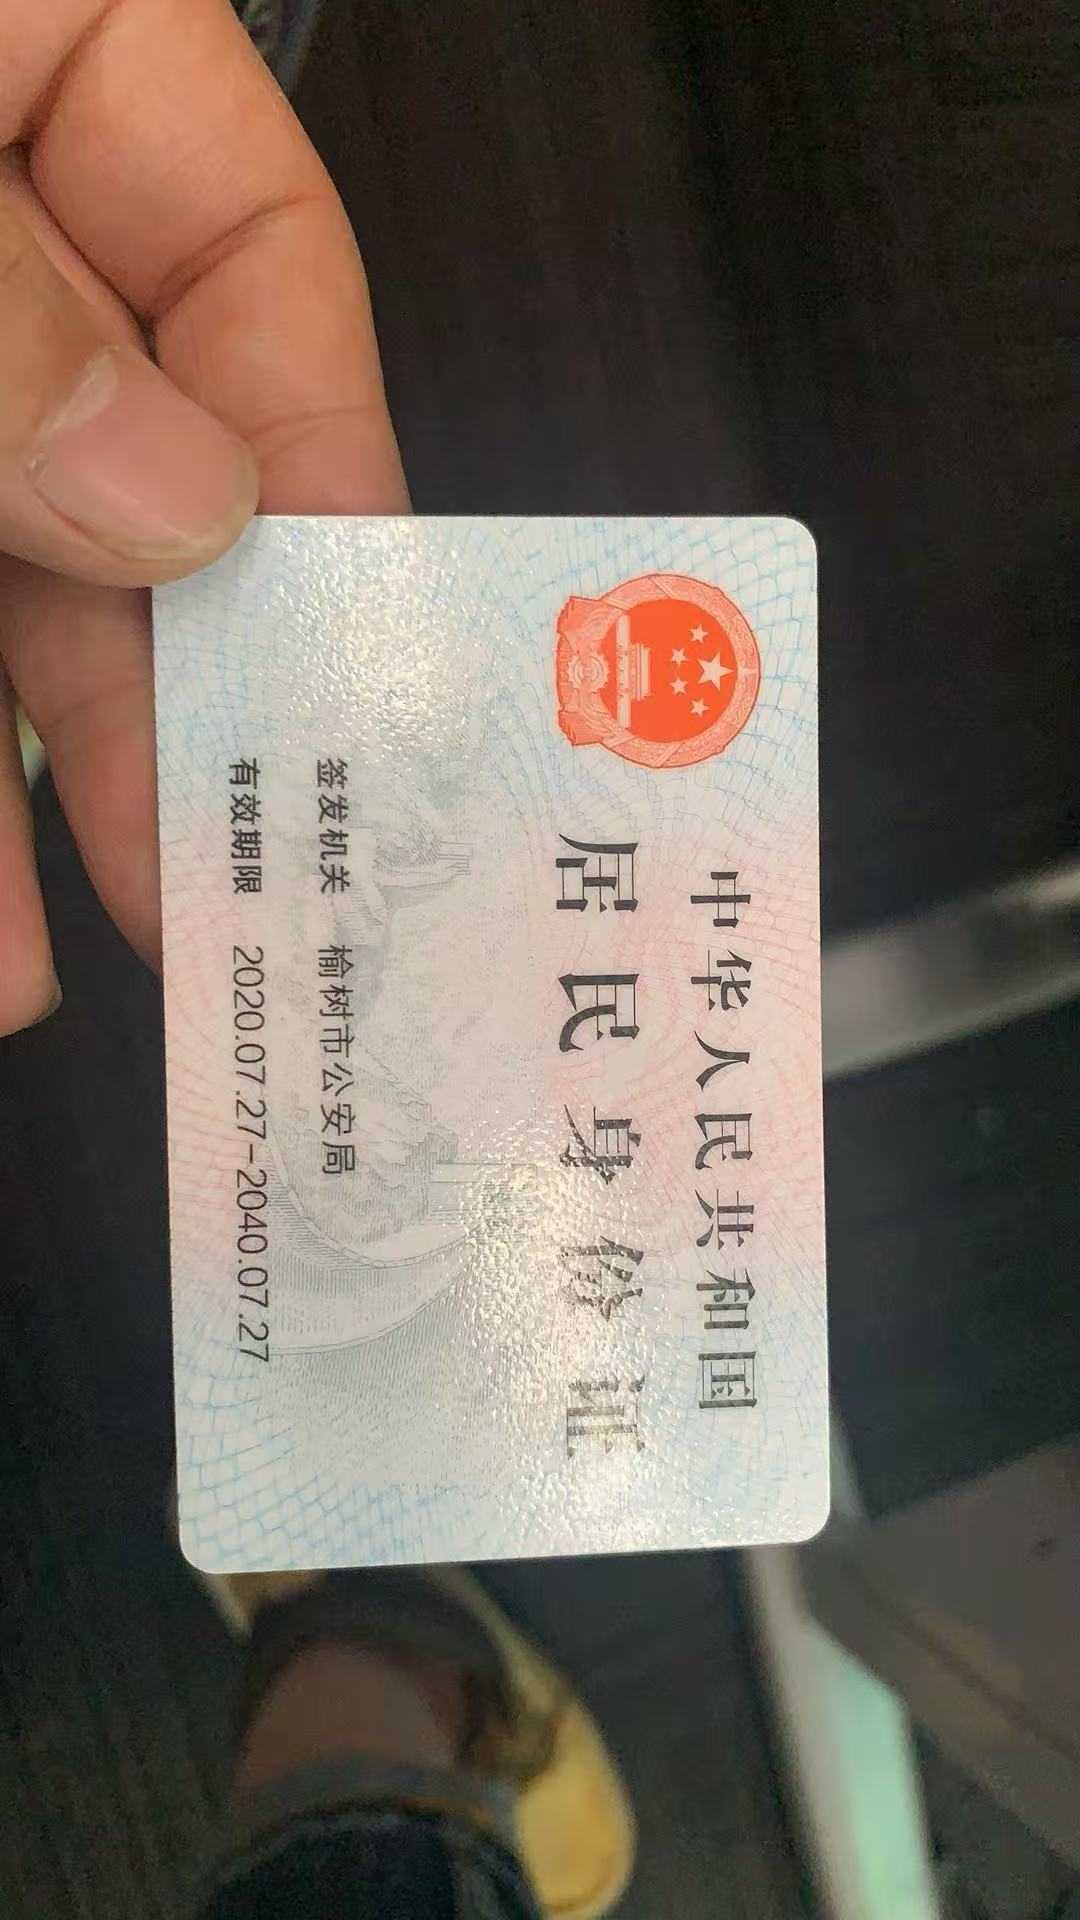 中华人民共和国
居民身份证
签发机关 榆树市公安局
有效期限 2020.07.27-2040.07.27